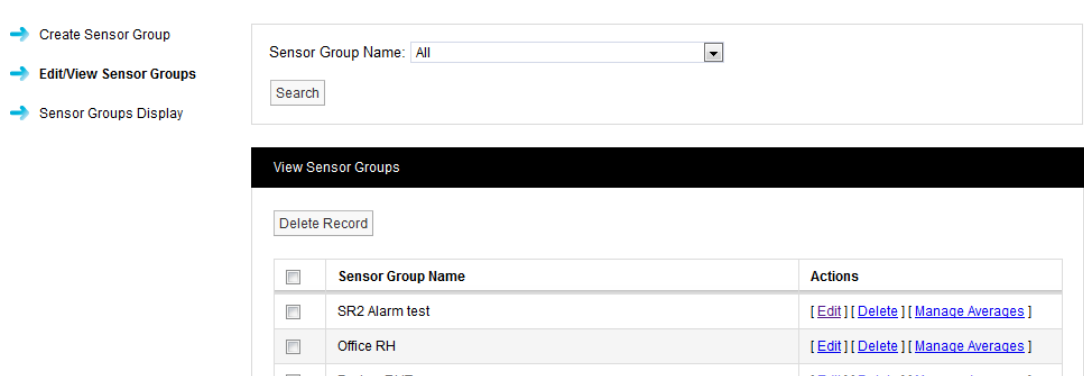 Create Sensor Group
Edit/View Sensor Groups
Sensor Groups Display
Sensor Group Name: All
Search
View Sensor Groups
Delete Record
Sensor Group Name Actions
SR2 Alarm test [ Edit ] [ Delete ] [ Manage Averages ]
Office RH [ Edit ] [ Delete ] [ Manage Averages ]